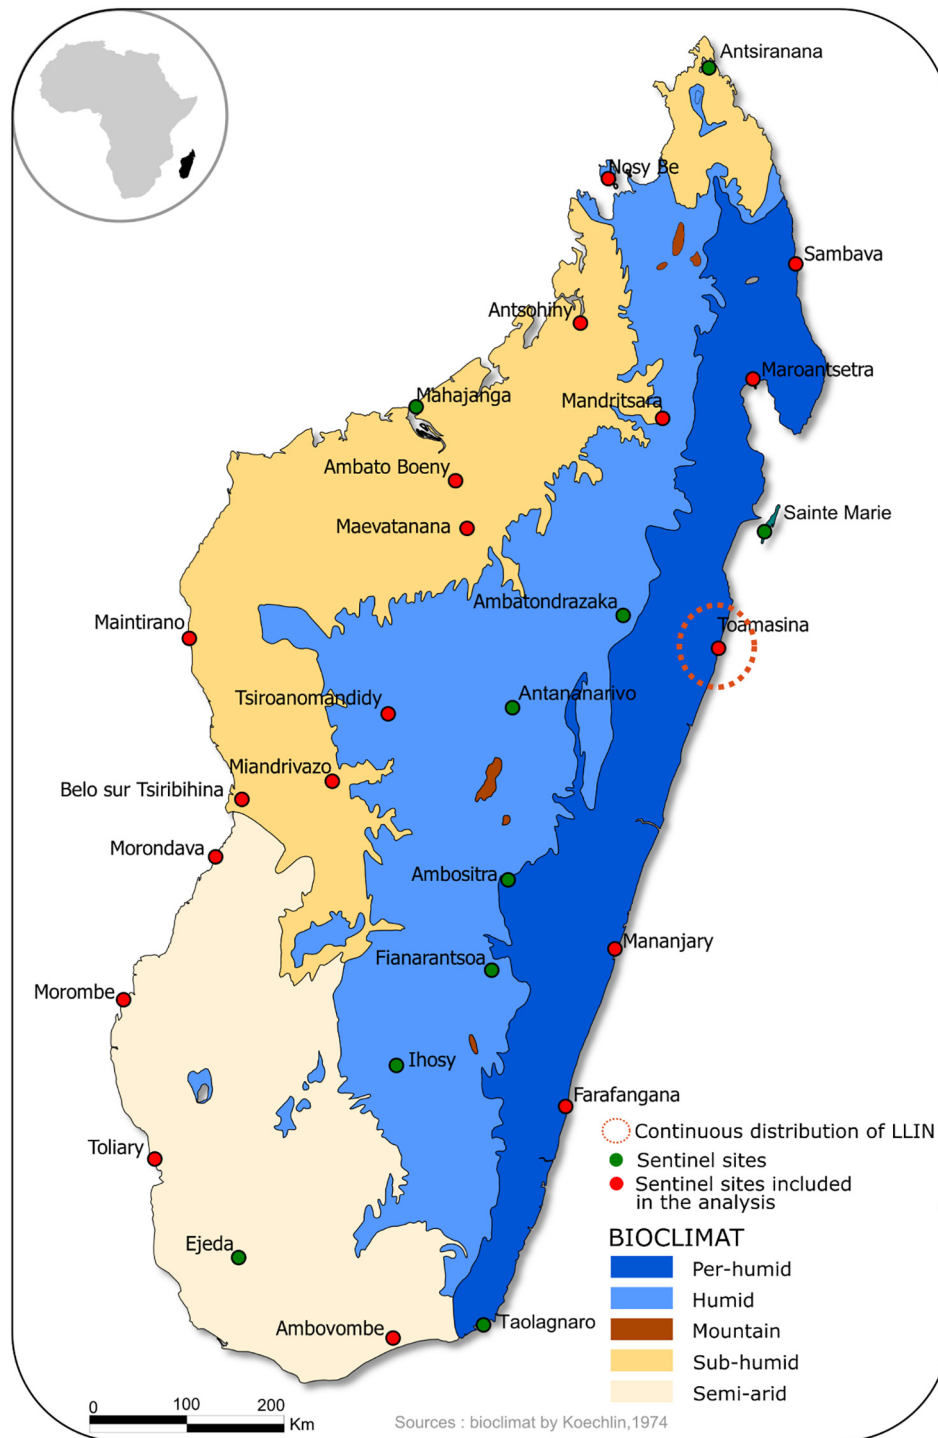 Antsiranana
Nosy Be
Sambava
Antsohihy
Maroantsetra
Mahajanga
Mandritsara
Ambato Boeny
Sainte Marie
Maevatanana
Ambatondrazaka
Maintirano
Toamasina
Tsiroanomandidy
Antananarivo
Miandrivazo
Belo sur Tsiribihina
Morondava
Ambositra
Mananjary
Fianarantsoa
Morombe
Ihosy
Farafangana
Toliary
Ejeda
Ambovombe
Taolagnaro
Continuous distribution of LLIN
Sentinel sites
Sentinel sites included
in the analysis
BIOCLIMAT
Per-humid
Humid
Mountain
Sub-humid
Semi-arid
0 100 200
Km
Sources : bioclimat by Koechlin,1974